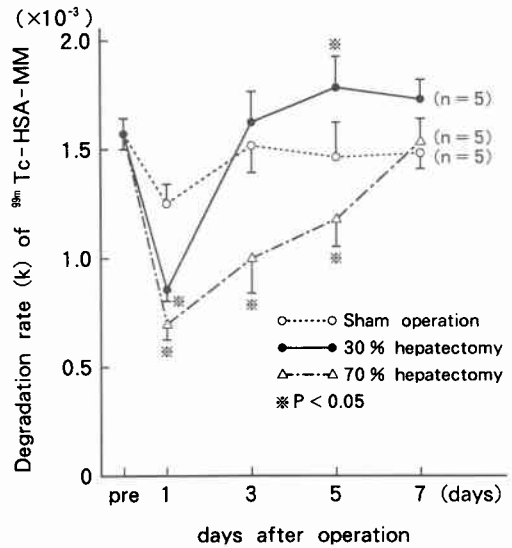 (×10⁻³)
2.0
1.5
1.0
0.5
0
Degradation rate (k) of ⁹⁹ᵐTc-HSA-MM
※
(n = 5)
(n = 5)
(n = 5)
※
※
※
※
Sham operation
30% hepatectomy
70% hepatectomy
※ P < 0.05
pre 1 3 5 7 (days)
days after operation